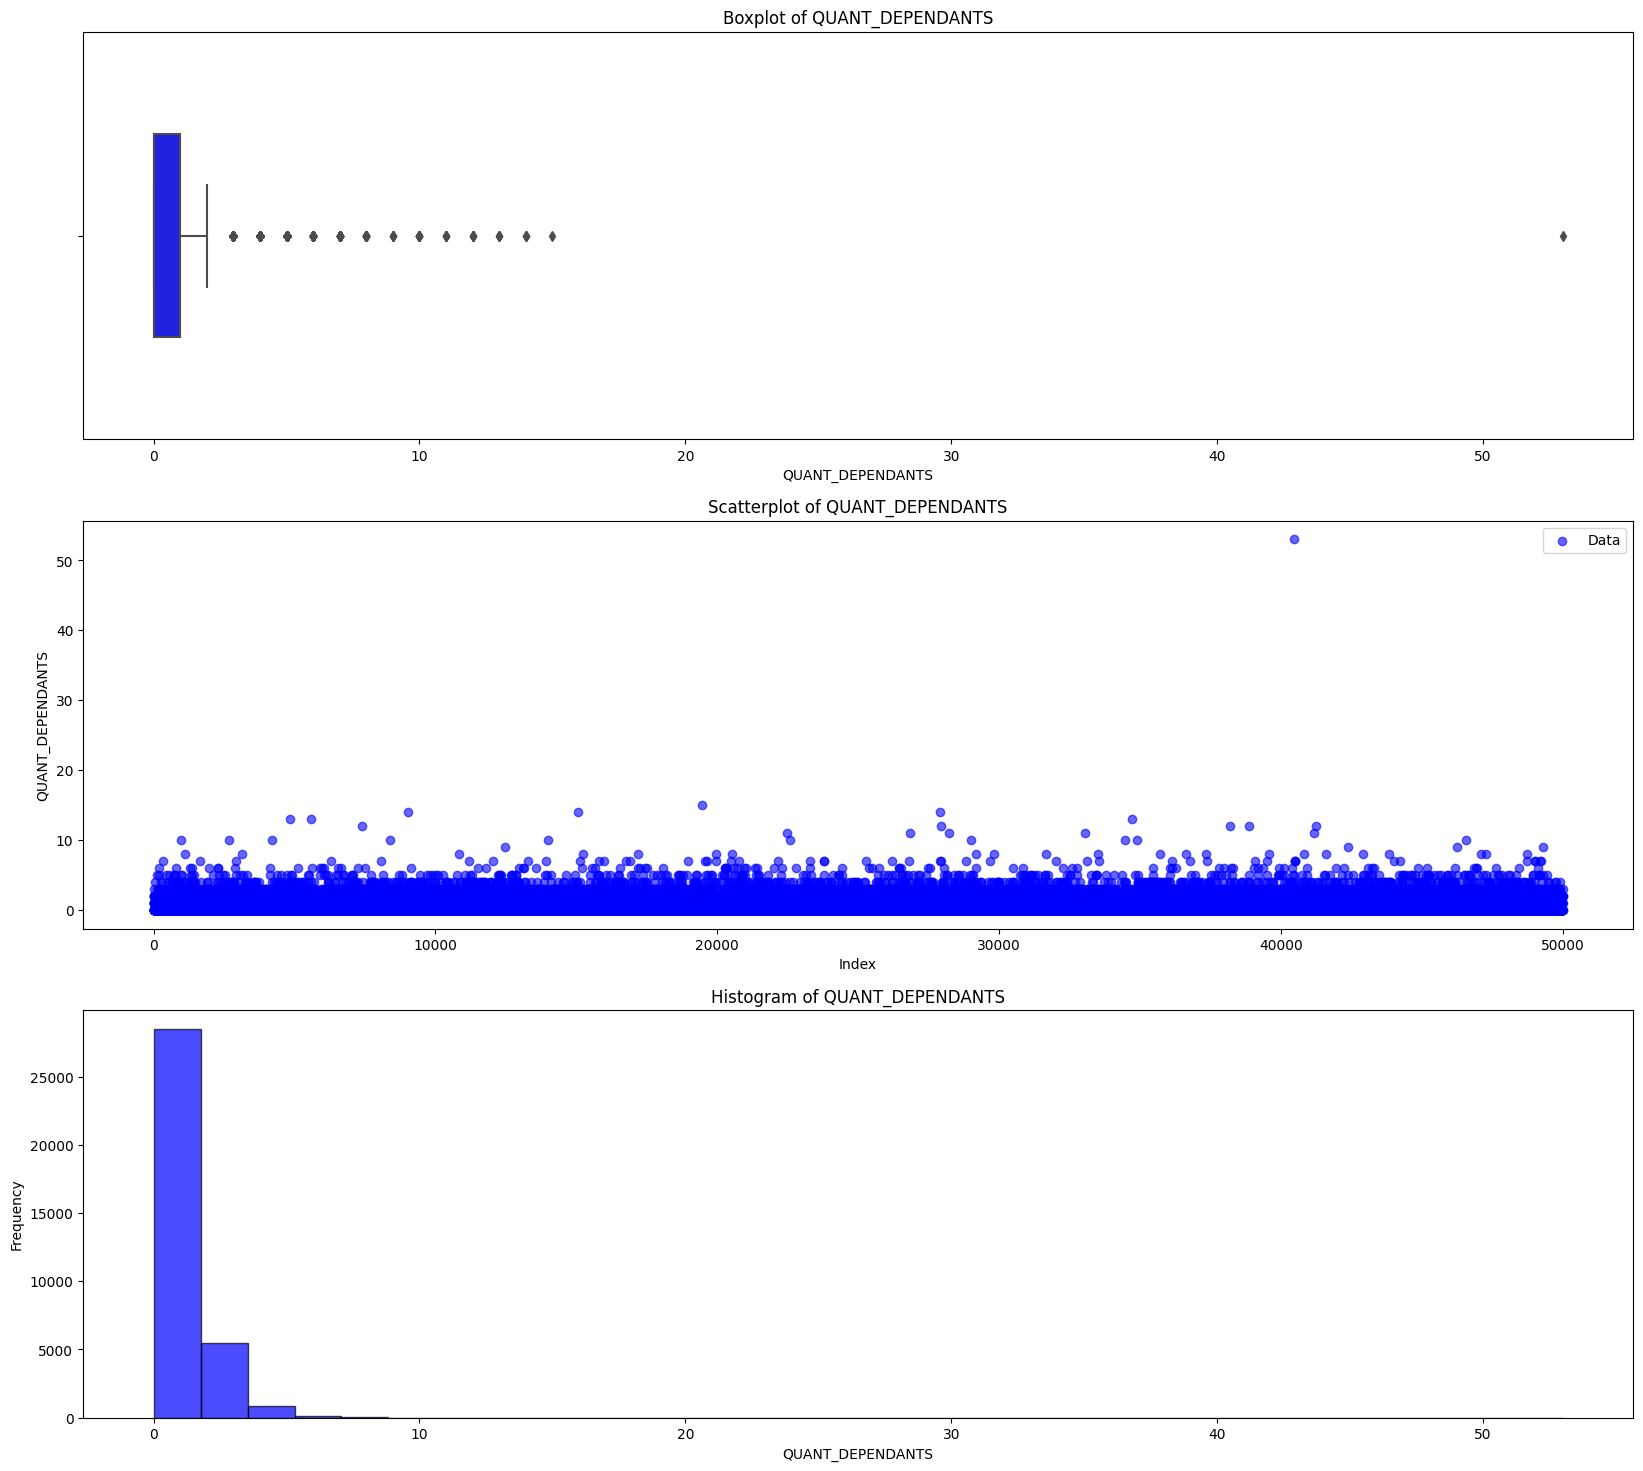 Boxplot of QUANT_DEPENDANTS
0 10 20 30 40 50
QUANT_DEPENDANTS
Scatterplot of QUANT_DEPENDANTS
Data
50
40
30
20
10
0
QUANT_DEPENDANTS
0 10000 20000 30000 40000 50000
Index
Histogram of QUANT_DEPENDANTS
25000
20000
15000
10000
5000
0
Frequency
0 10 20 30 40 50
QUANT_DEPENDANTS